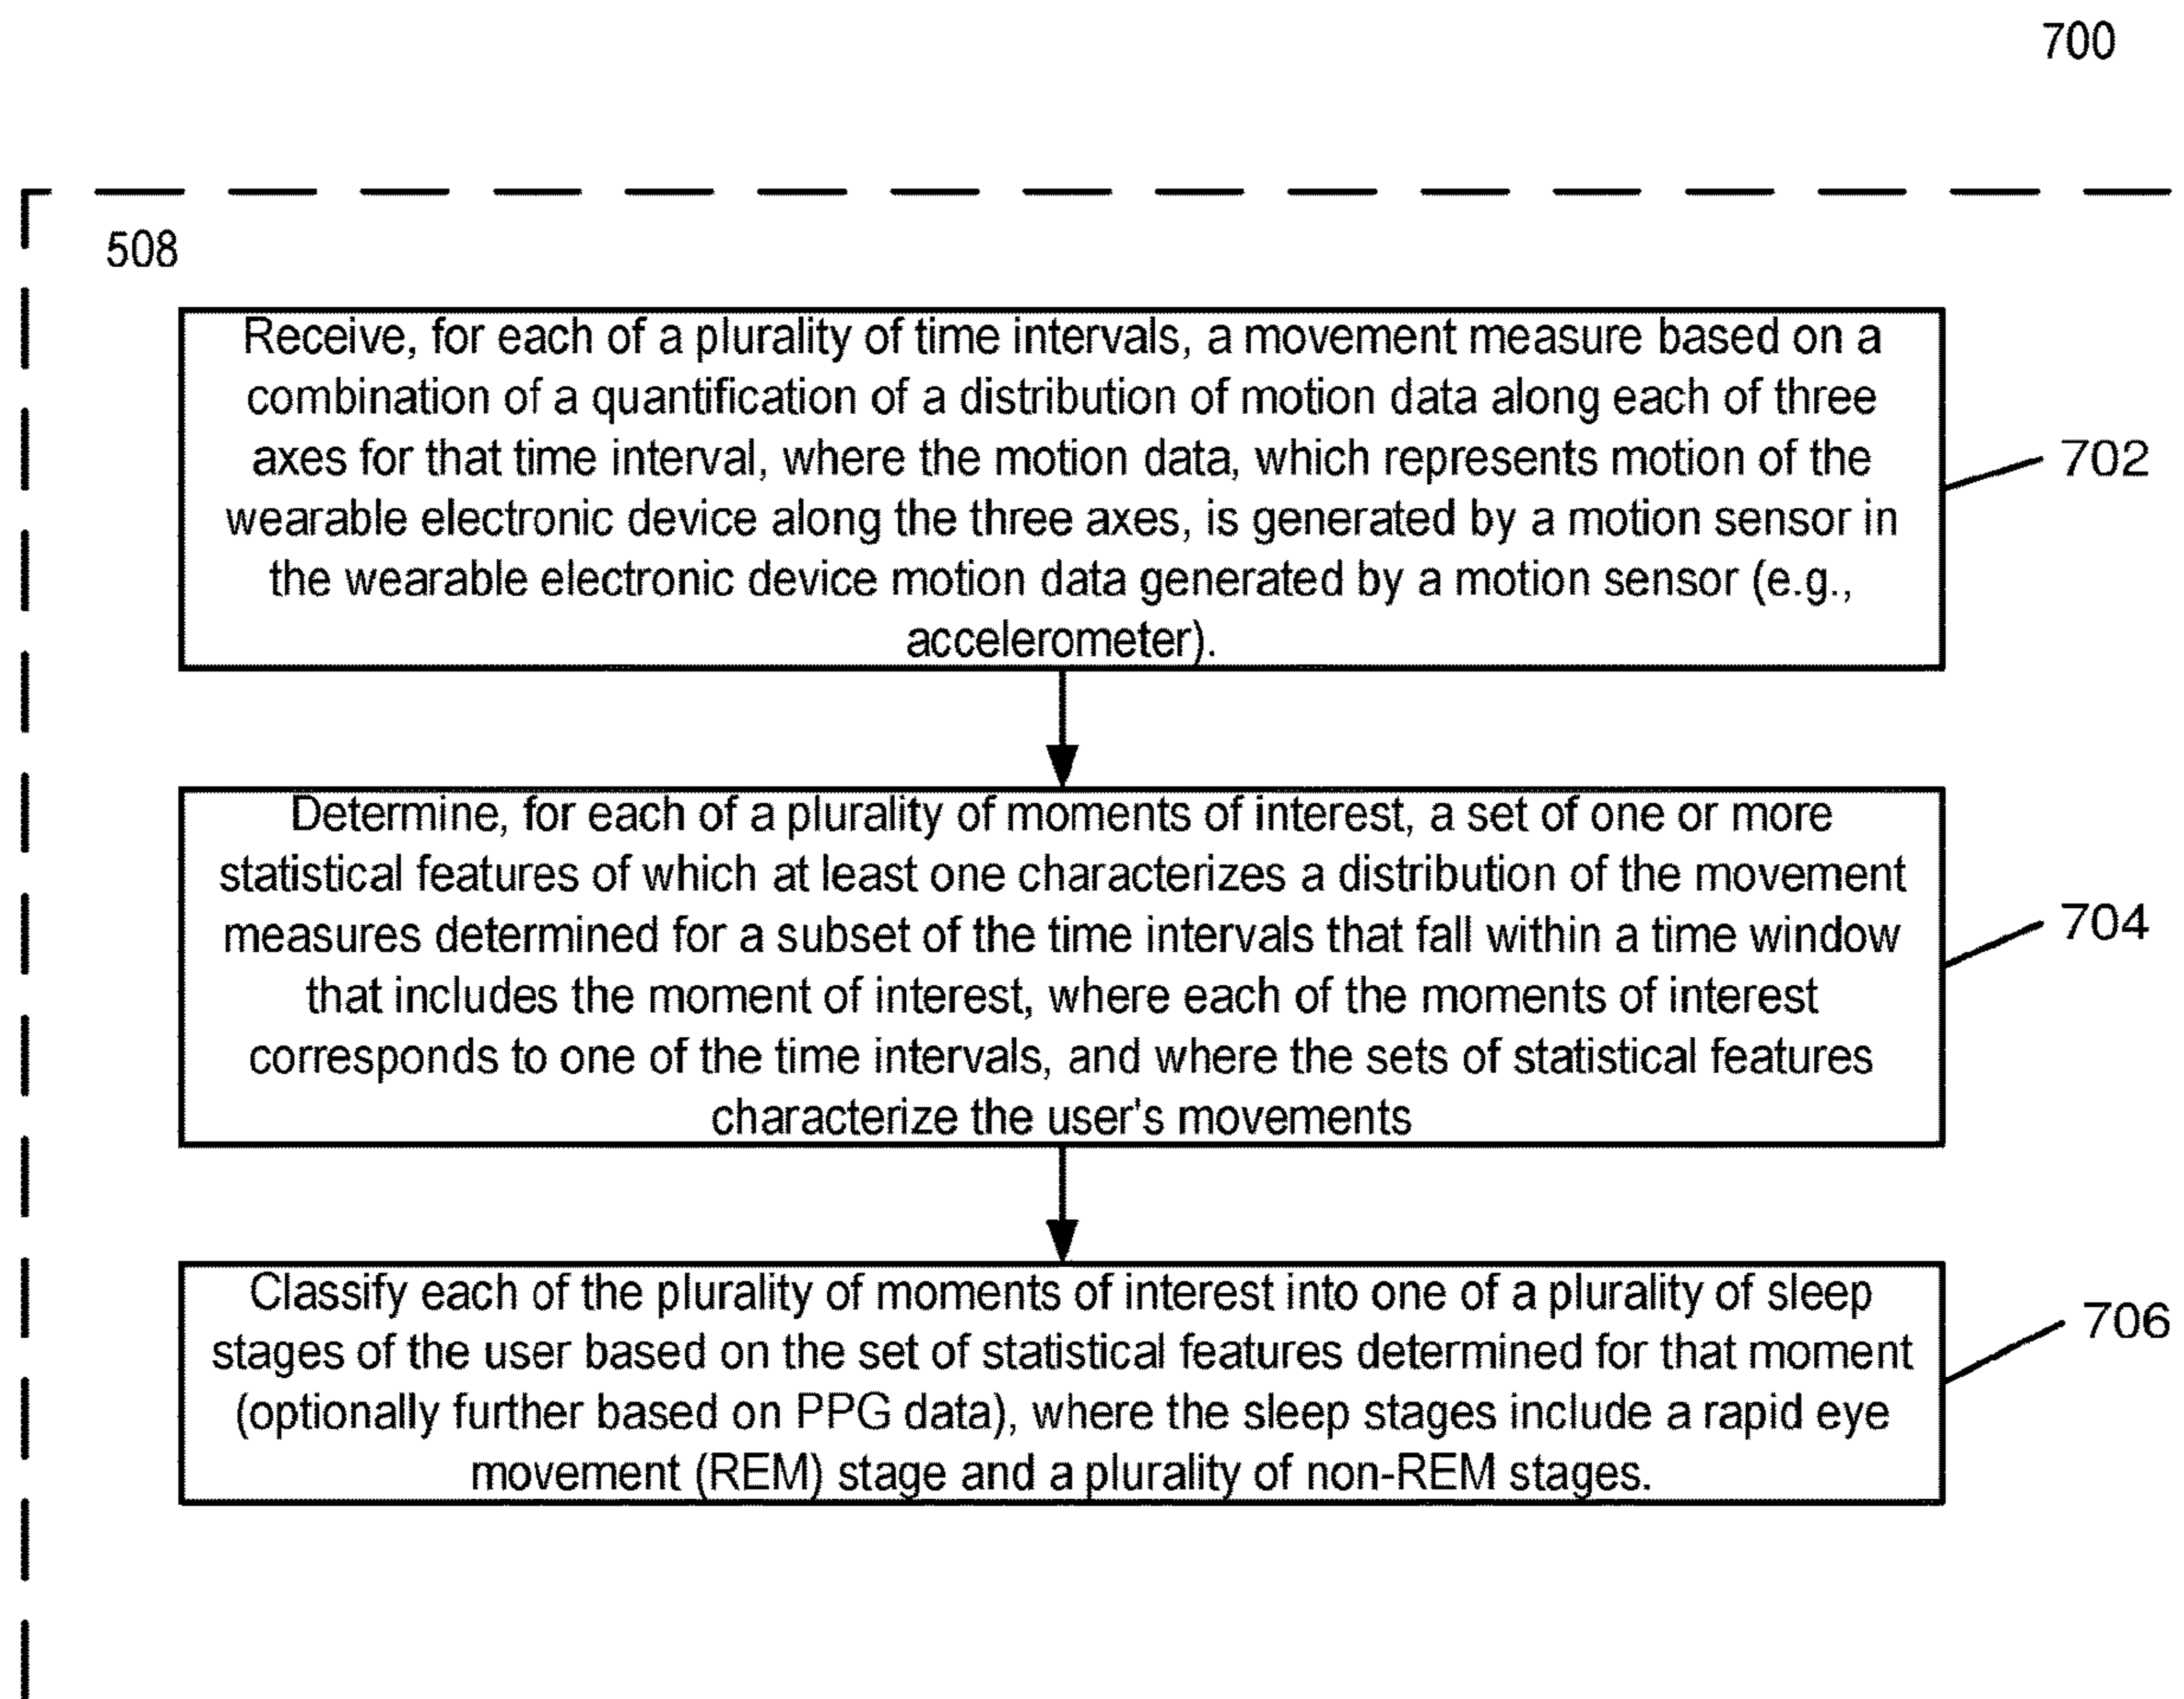 700
508
Receive, for each of a plurality of time intervals, a movement measure based on a
combination of a quantification of a distribution of motion data along each of three
axes for that time interval, where the motion data, which represents motion of the
wearable electronic device along the three axes, is generated by a motion sensor in
the wearable electronic device motion data generated by a motion sensor (e.g.,
accelerometer).
702
Determine, for each of a plurality of moments of interest, a set of one or more
statistical features of which at least one characterizes a distribution of the movement
measures determined for a subset of the time intervals that fall within a time window
that includes the moment of interest, where each of the moments of interest
corresponds to one of the time intervals, and where the sets of statistical features
characterize the user's movements
704
Classify each of the plurality of moments of interest into one of a plurality of sleep
stages of the user based on the set of statistical features determined for that moment
(optionally further based on PPG data), where the sleep stages include a rapid eye
movement (REM) stage and a plurality of non-REM stages.
706